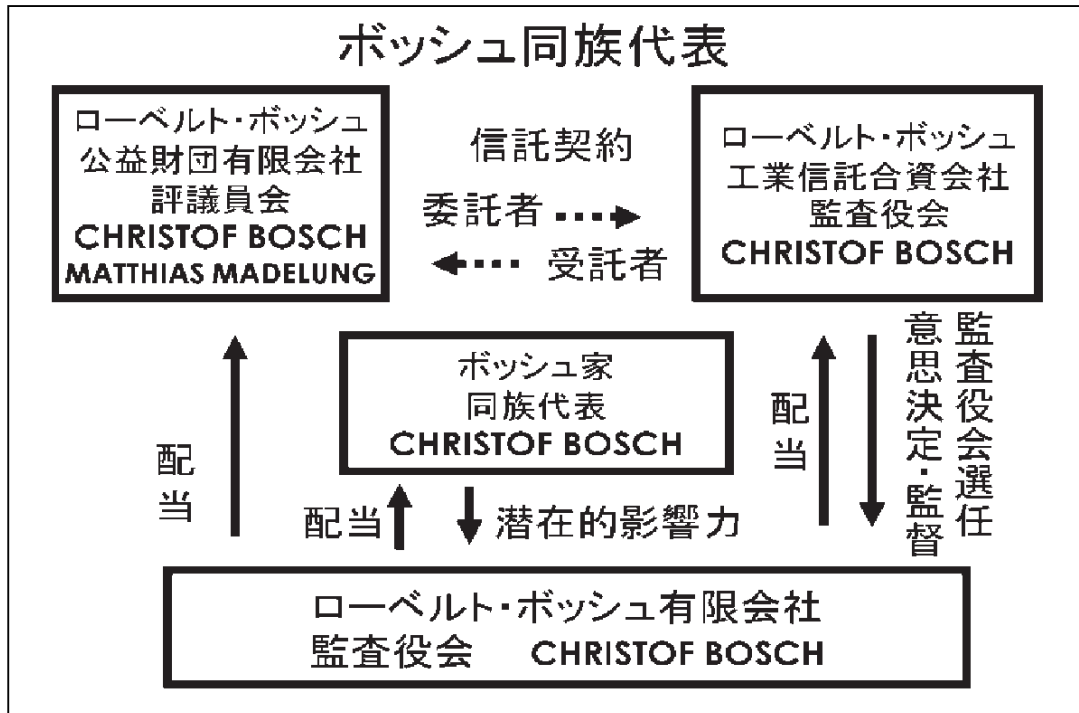 ボッシュ同族代表
ローベルト・ボッシュ
公益財団有限会社
評議員会
CHRISTOF BOSCH
MATTHIAS MADELUNG
信託契約
委託者
受託者
ローベルト・ボッシュ
工業信託合資会社
監査役会
CHRISTOF BOSCH
ボッシュ家
同族代表
CHRISTOF BOSCH
配当
配当
潜在的影響力
配当
監査役会選任
意思決定・監督
ローベルト・ボッシュ有限会社
監査役会 CHRISTOF BOSCH